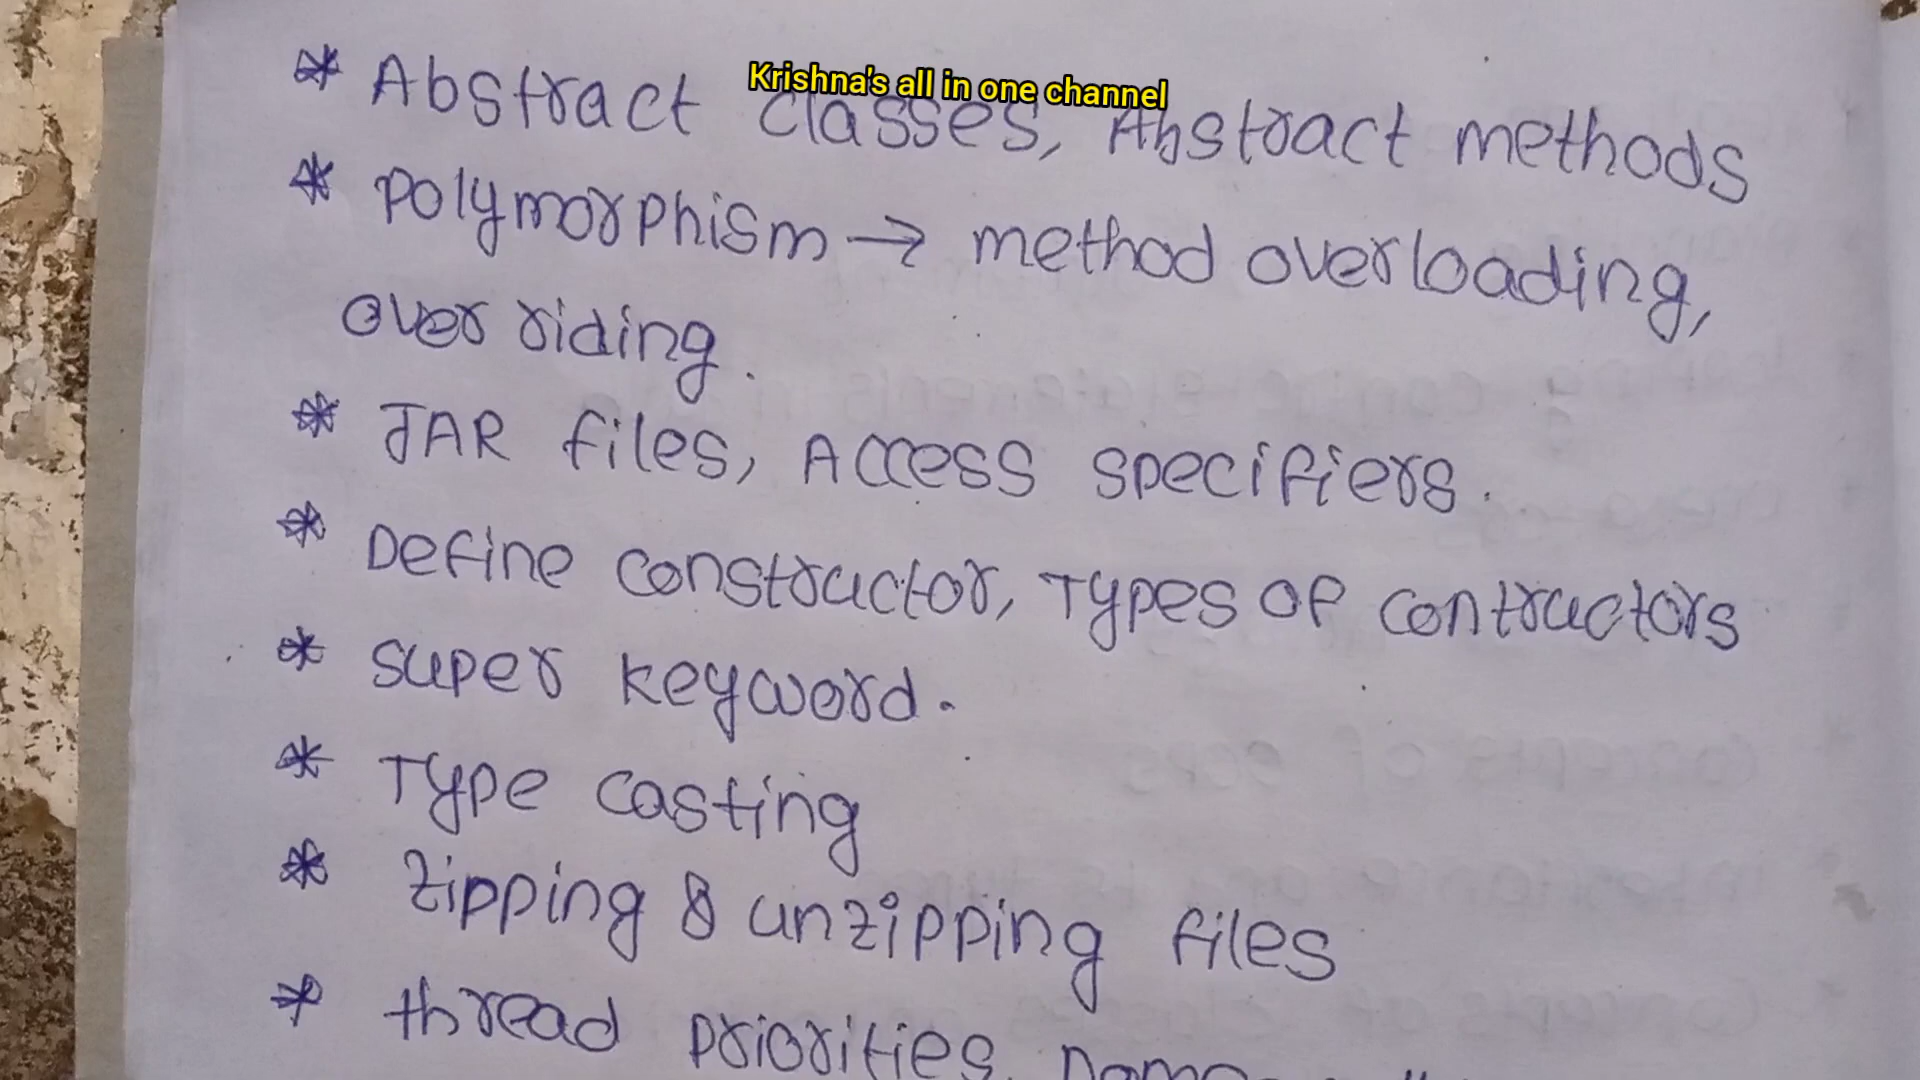 Krishna's all in one channel
* Abstract classes, Abstract methods
* Polymorphism → method overloading,
over riding.
* JAR files, Access specifiers.
* Define constructor, Types of contructors
* super keyword.
* Type casting
* Zipping & unzipping files
* thread priorities,